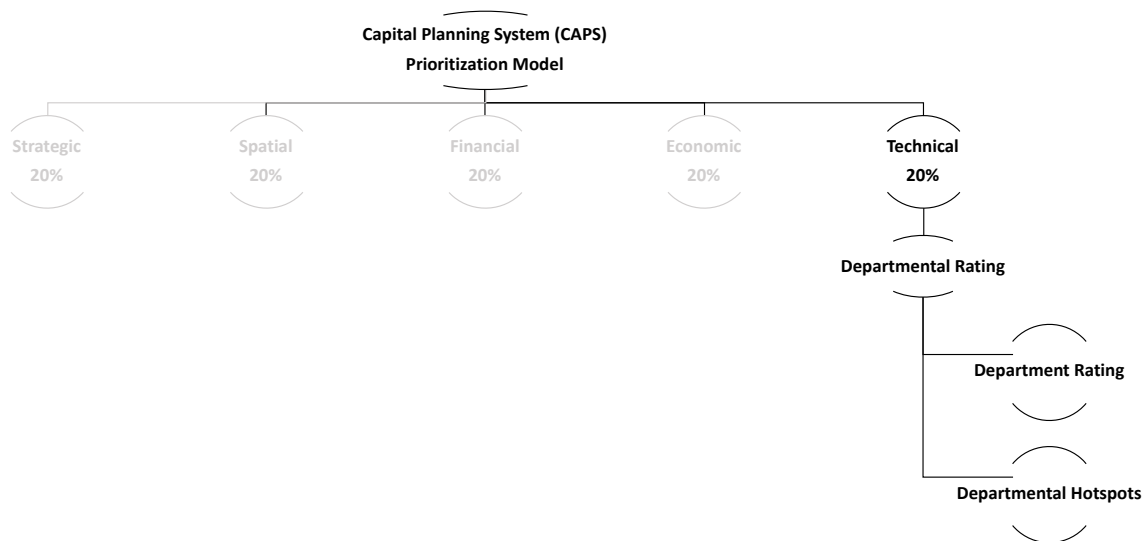 Capital Planning System (CAPS)
Prioritization Model
Strategic
20%
Spatial
20%
Financial
20%
Economic
20%
Technical
20%
Departmental Rating
Department Rating
Departmental Hotspots